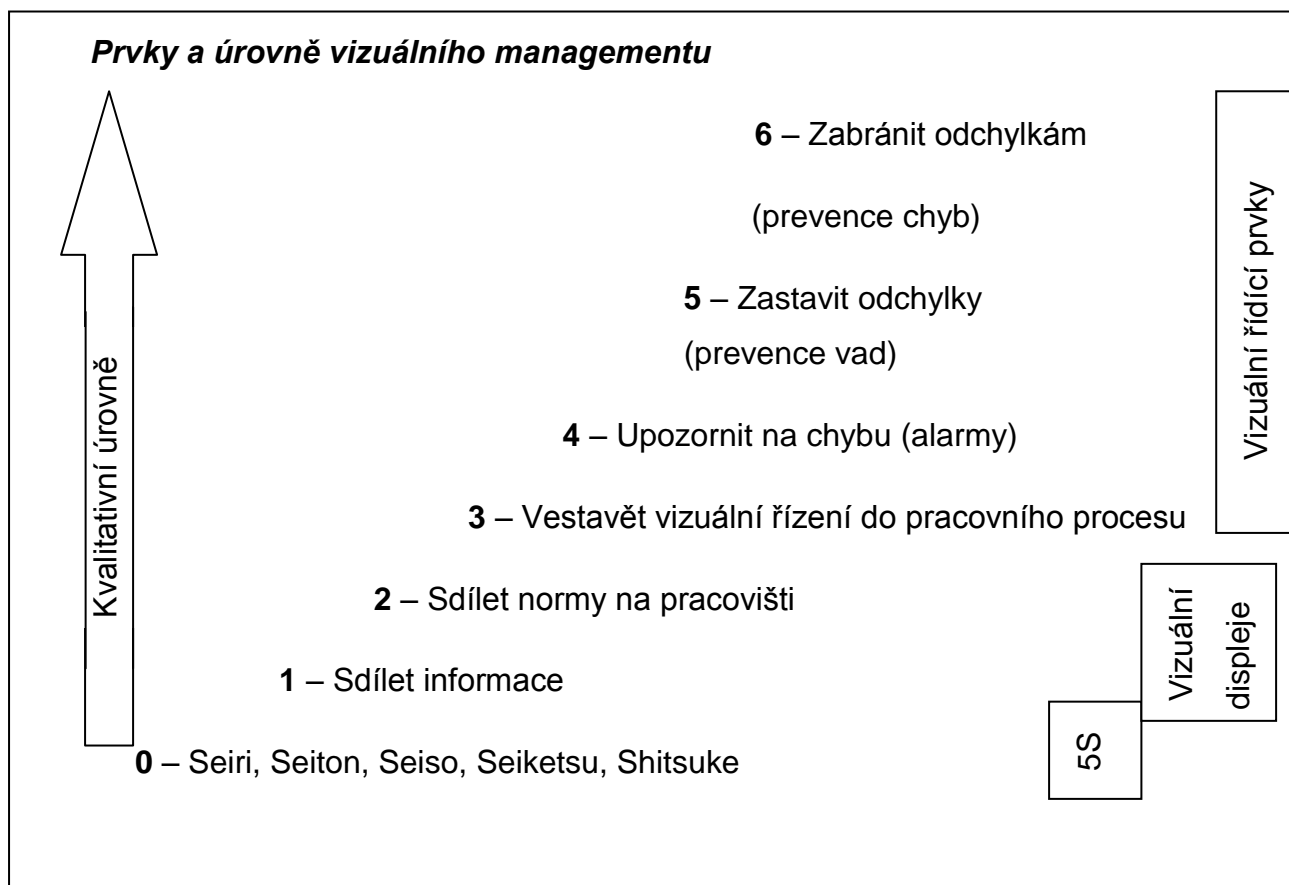 Prvky a úrovně vizuálního managementu
6 – Zabránit odchylkám
(prevence chyb)
5 – Zastavit odchylky
(prevence vad)
4 – Upozornit na chybu (alarmy)
3 – Vestavět vizuální řízení do pracovního procesu
2 – Sdílet normy na pracovišti
1 – Sdílet informace
0 – Seiri, Seiton, Seiso, Seiketsu, Shitsuke
Kvalitativní úrovně
Vizuální řídící prvky
Vizuální
displeje
5S